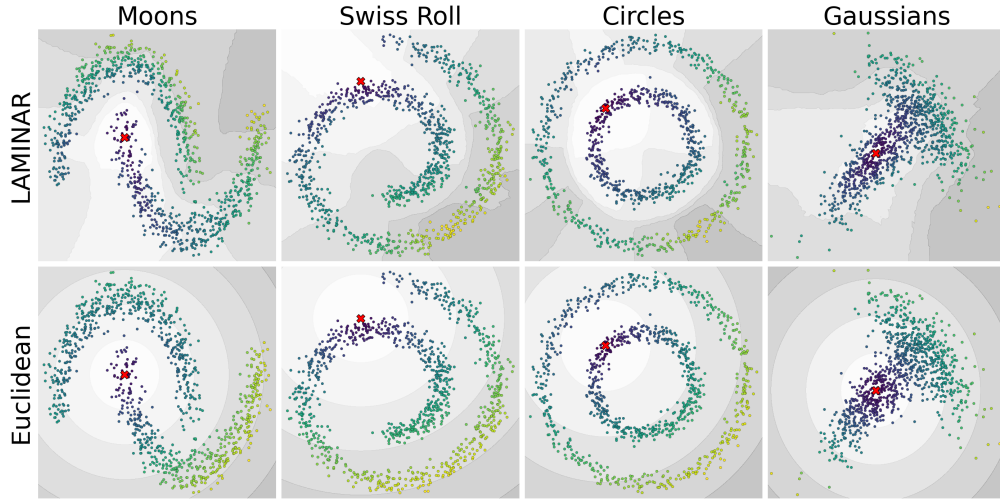 Moons
Swiss Roll
Circles
Gaussians
LAMINAR
Euclidean